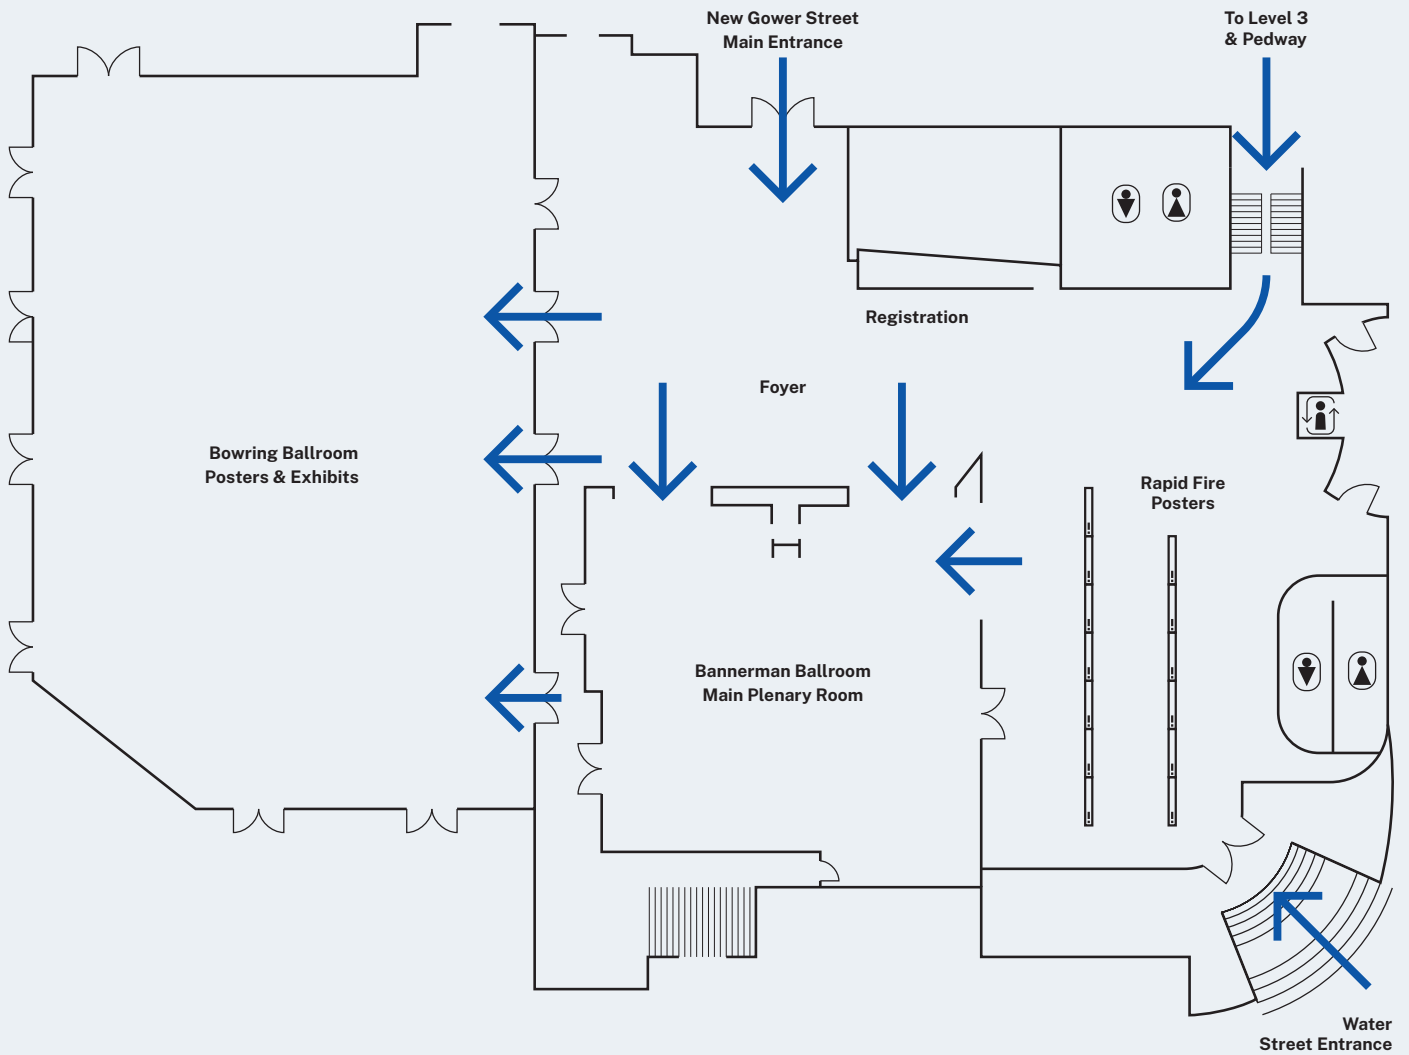 New Gower Street
Main Entrance
To Level 3
& Pedway
Registration
Foyer
Bowring Ballroom
Posters & Exhibits
Rapid Fire
Posters
Bannerman Ballroom
Main Plenary Room
Water
Street Entrance